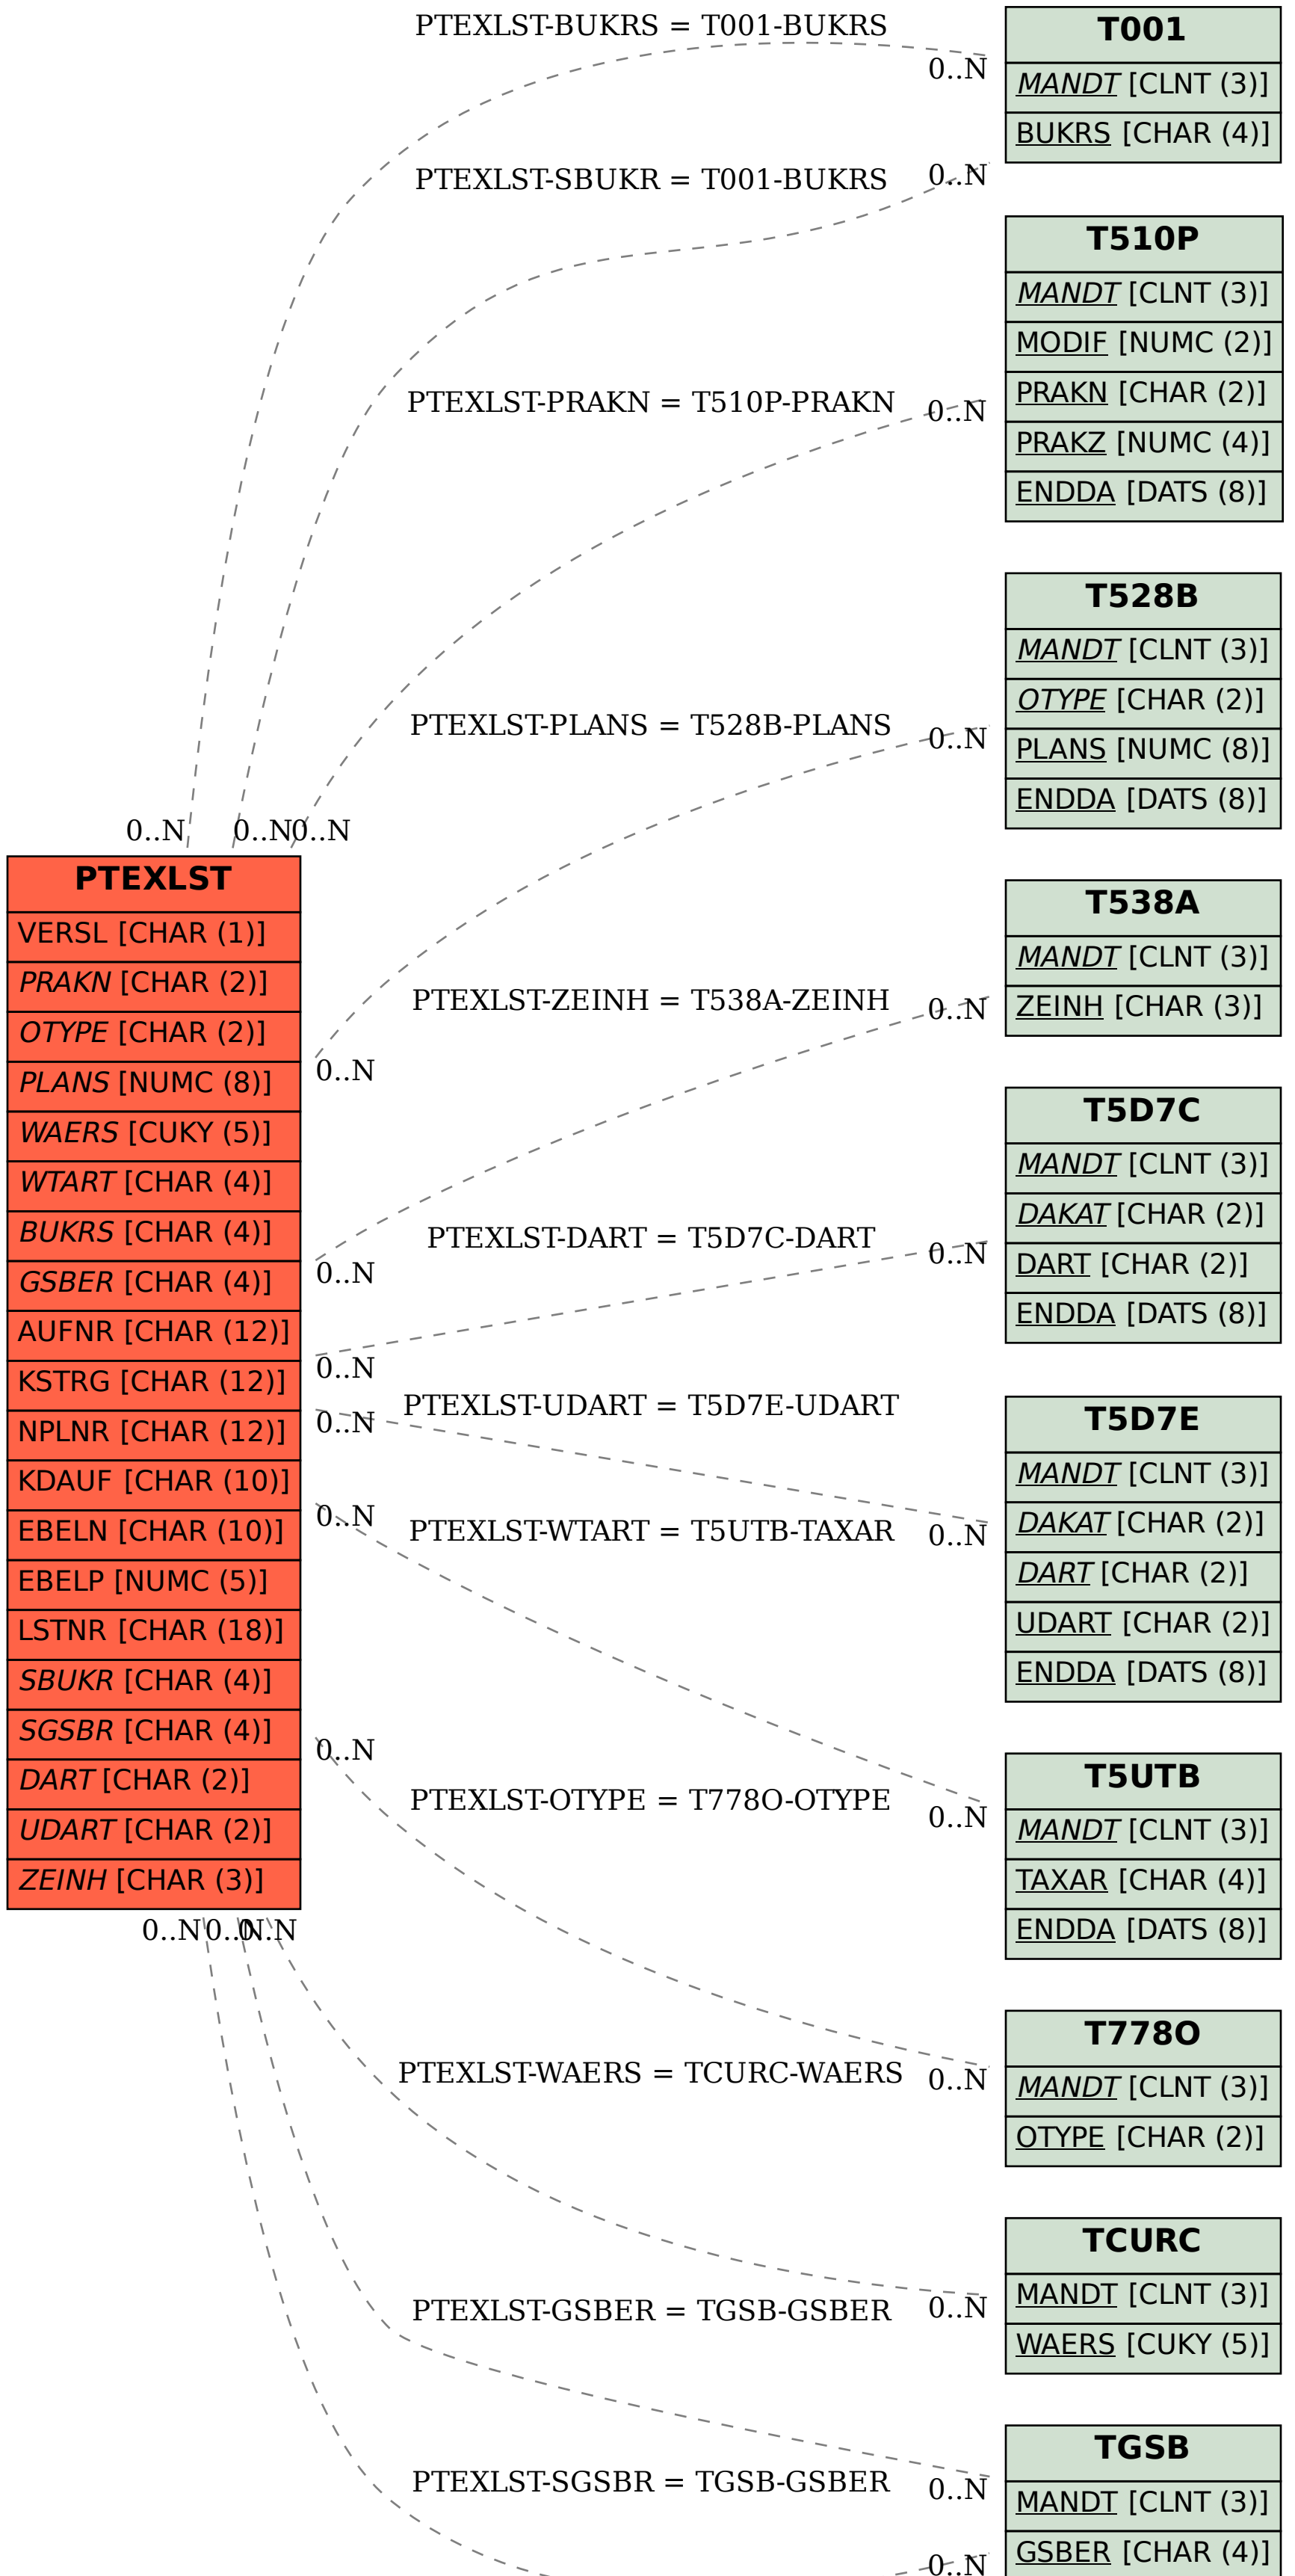 PTEXLST-BUKRS = T001-BUKRS
0..N
PTEXLST-SBUKR = T001-BUKRS
0..N
PTEXLST-PRAKN = T510P-PRAKN
0..N
PTEXLST-PLANS = T528B-PLANS
0..N
0..N
0..N
0..N
PTEXLST
VERSL [CHAR (1)]
PRAKN [CHAR (2)]
OTYPE [CHAR (2)]
PLANS [NUMC (8)]
WAERS [CUKY (5)]
WTART [CHAR (4)]
BUKRS [CHAR (4)]
GSBER [CHAR (4)]
AUFNR [CHAR (12)]
KSTRG [CHAR (12)]
NPLNR [CHAR (12)]
KDAUF [CHAR (10)]
EBELN [CHAR (10)]
EBELP [NUMC (5)]
LSTNR [CHAR (18)]
SBUKR [CHAR (4)]
SGSBR [CHAR (4)]
DART [CHAR (2)]
UDART [CHAR (2)]
ZEINH [CHAR (3)]
0..N
PTEXLST-ZEINH = T538A-ZEINH
0..N
0..N
PTEXLST-DART = T5D7C-DART
0..N
0..N
PTEXLST-UDART = T5D7E-UDART
0..N
0..N
PTEXLST-WTART = T5UTB-TAXAR
0..N
0..N
PTEXLST-OTYPE = T778O-OTYPE
0..N
0..N
0..N
0..N
0..N
PTEXLST-WAERS = TCURC-WAERS
0..N
PTEXLST-GSBER = TGSB-GSBER
0..N
PTEXLST-SGSBR = TGSB-GSBER
0..N
0..N
T001
MANDT [CLNT (3)]
BUKRS [CHAR (4)]
T510P
MANDT [CLNT (3)]
MODIF [NUMC (2)]
PRAKN [CHAR (2)]
PRAKZ [NUMC (4)]
ENDDA [DATS (8)]
T528B
MANDT [CLNT (3)]
OTYPE [CHAR (2)]
PLANS [NUMC (8)]
ENDDA [DATS (8)]
T538A
MANDT [CLNT (3)]
ZEINH [CHAR (3)]
T5D7C
MANDT [CLNT (3)]
DAKAT [CHAR (2)]
DART [CHAR (2)]
ENDDA [DATS (8)]
T5D7E
MANDT [CLNT (3)]
DAKAT [CHAR (2)]
DART [CHAR (2)]
UDART [CHAR (2)]
ENDDA [DATS (8)]
T5UTB
MANDT [CLNT (3)]
TAXAR [CHAR (4)]
ENDDA [DATS (8)]
T778O
MANDT [CLNT (3)]
OTYPE [CHAR (2)]
TCURC
MANDT [CLNT (3)]
WAERS [CUKY (5)]
TGSB
MANDT [CLNT (3)]
GSBER [CHAR (4)]